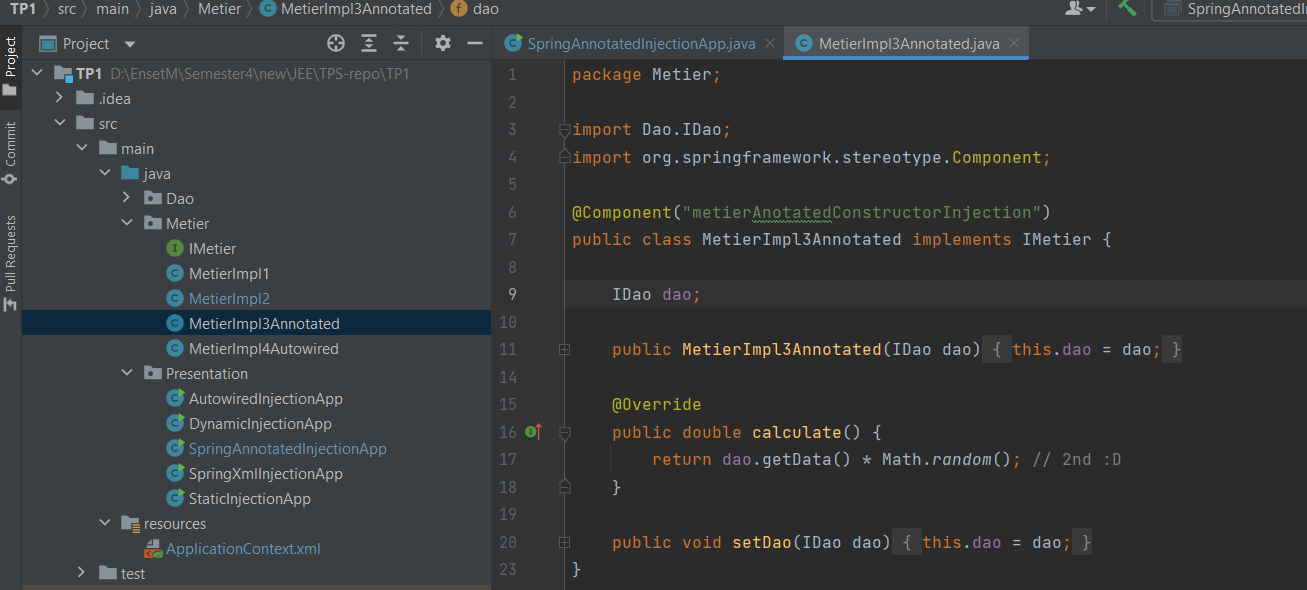 TP1 src main java Metier MetierImpl3Annotated dao
SpringAnnotatedIn
Project
SpringAnnotatedInjectionApp.java
MetierImpl3Annotated.java
Project
Commit
Pull Requests
TP1 D:\EnsetM\Semester4\new\JEE\TPS-repo\TP1
.idea
src
main
java
Dao
Metier
IMetier
MetierImpl1
MetierImpl2
MetierImpl3Annotated
MetierImpl4Autowired
Presentation
AutowiredInjectionApp
DynamicInjectionApp
SpringAnnotatedInjectionApp
SpringXmlInjectionApp
StaticInjectionApp
resources
ApplicationContext.xml
test
1 package Metier;
2
3 import Dao.IDao;
4 import org.springframework.stereotype.Component;
5
6 @Component("metierAnotatedConstructorInjection")
7 public class MetierImpl3Annotated implements IMetier {
8
9 IDao dao;
10
11 public MetierImpl3Annotated(IDao dao) { this.dao = dao; }
14
15 @Override
16 public double calculate() {
17 return dao.getData() * Math.random(); // 2nd :D
18 }
19
20 public void setDao(IDao dao) { this.dao = dao; }
23 }